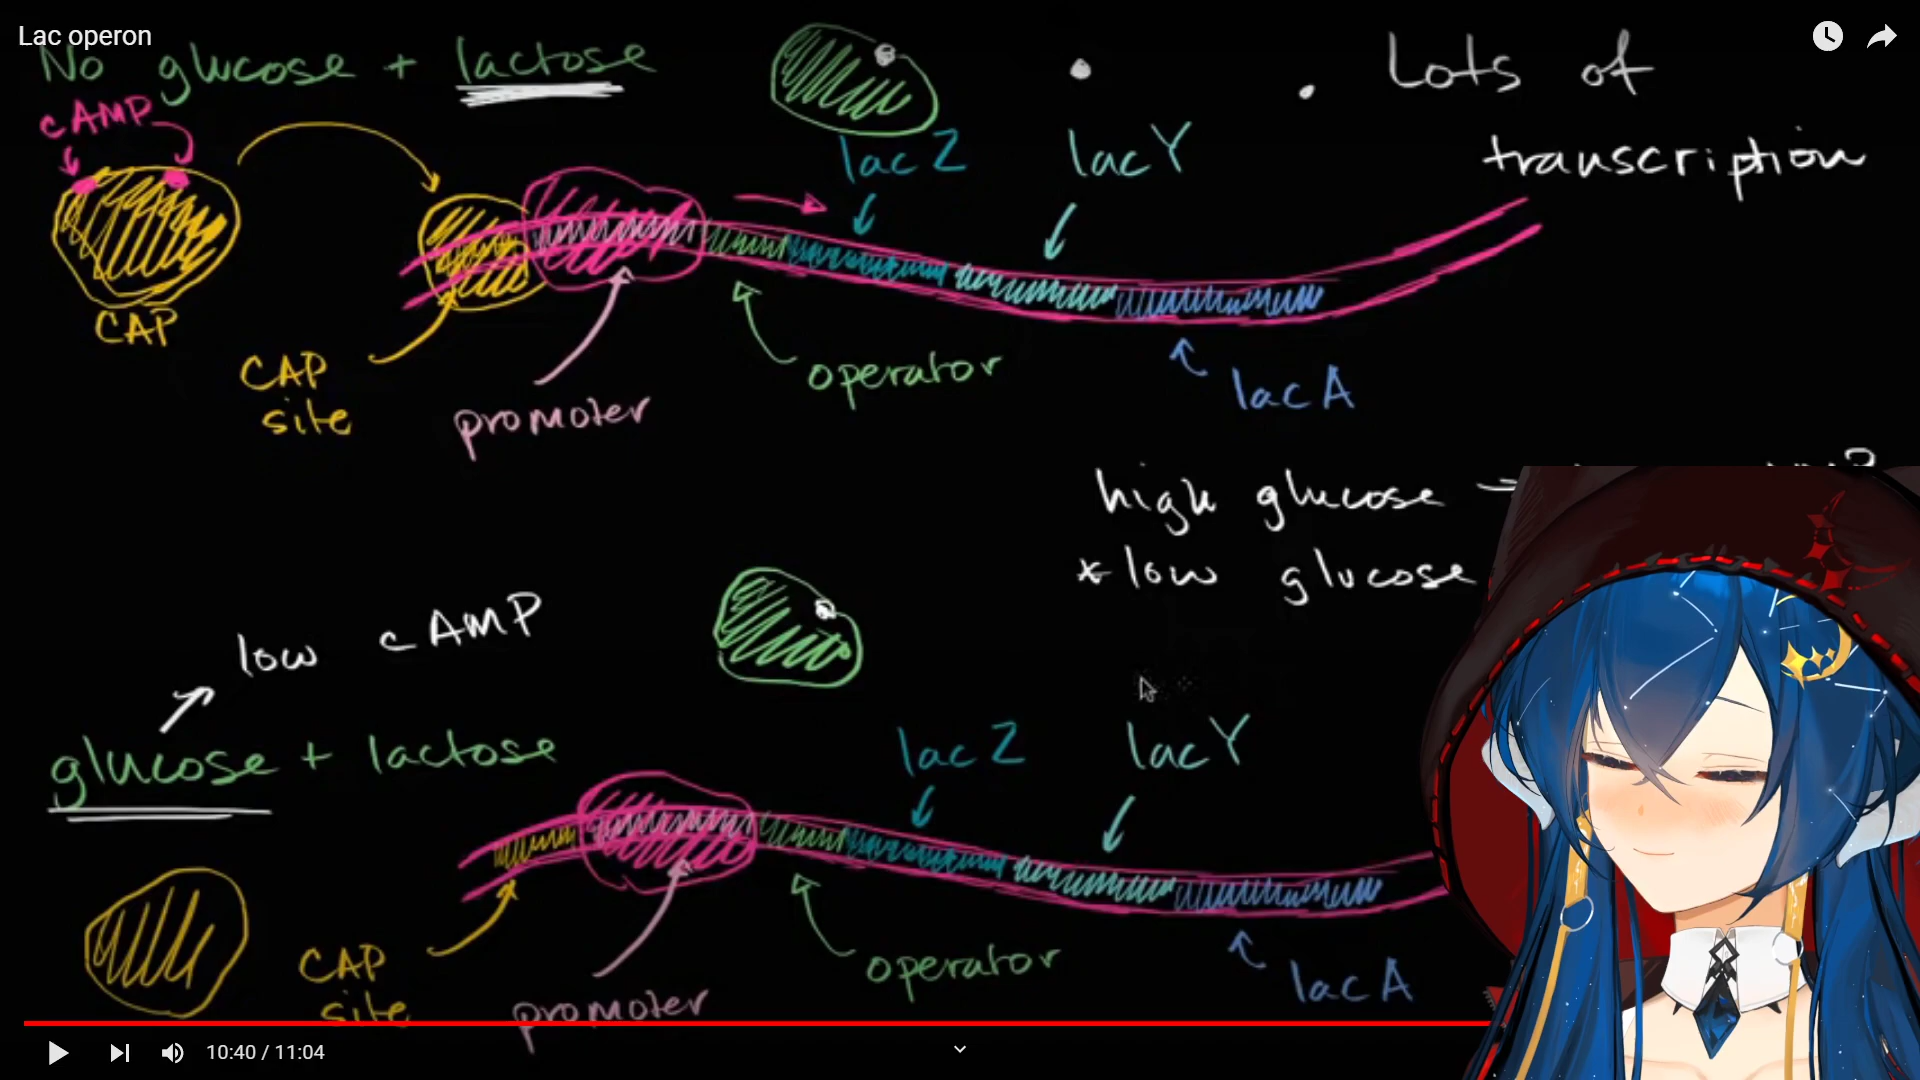 Lac operon
No glucose + lactose
Lots of
transcription
cAMP
lac Z
lac Y
CAP
CAP
site
promoter
operator
lac A
high glucose
* low glucose
low cAMP
glucose + lactose
lac Z
lac Y
CAP
site
promoter
operator
lac A
10:40 / 11:04